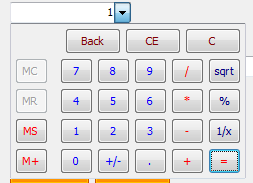 1
Back CE C
MC 7 8 9 / sqrt
MR 4 5 6 * %
MS 1 2 3 - 1/x
M+ 0 +/- . + =